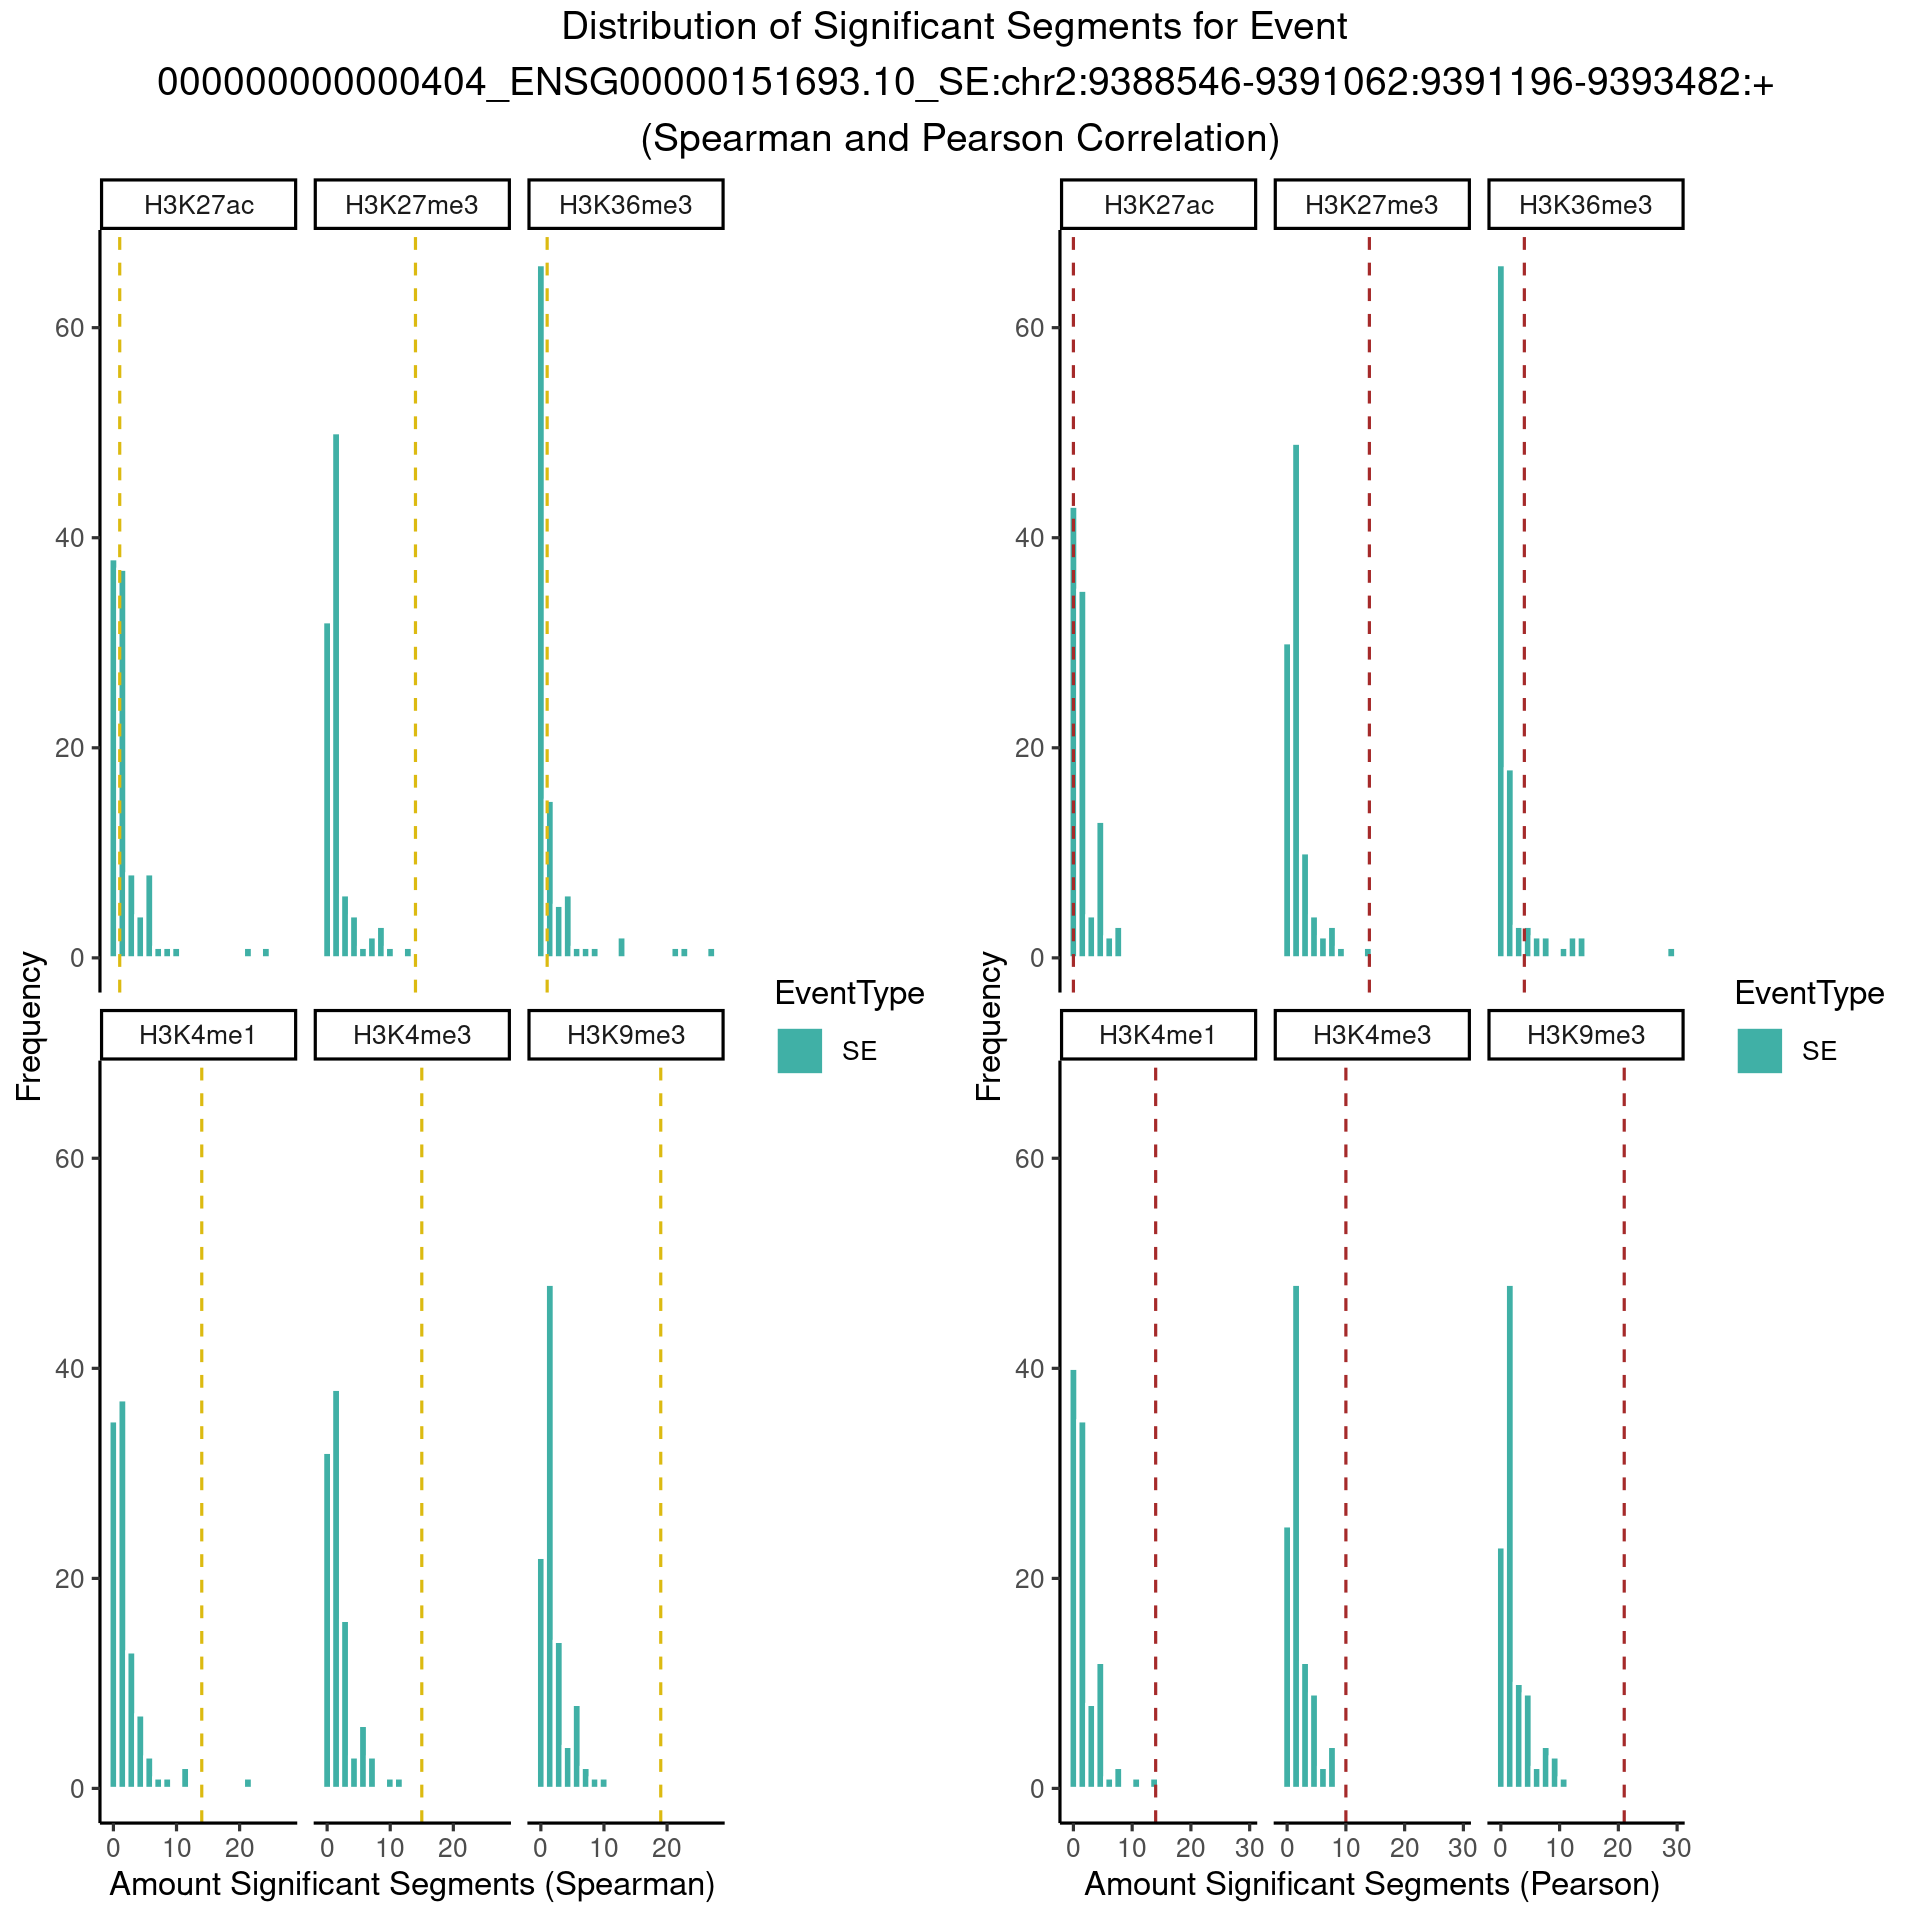 Distribution of Significant Segments for Event
000000000000404_ENSG00000151693.10_SE:chr2:9388546-9391062:9391196-9393482:+
(Spearman and Pearson Correlation)
H3K27ac H3K27me3 H3K36me3
60
40
20
0
H3K4me1 H3K4me3 H3K9me3
60
40
20
0
0 10 20 0 10 20 0 10 20
Amount Significant Segments (Spearman)
Frequency
EventType
SE
H3K27ac H3K27me3 H3K36me3
60
40
20
0
H3K4me1 H3K4me3 H3K9me3
60
40
20
0
0 10 20 30 0 10 20 30 0 10 20 30
Amount Significant Segments (Pearson)
Frequency
EventType
SE